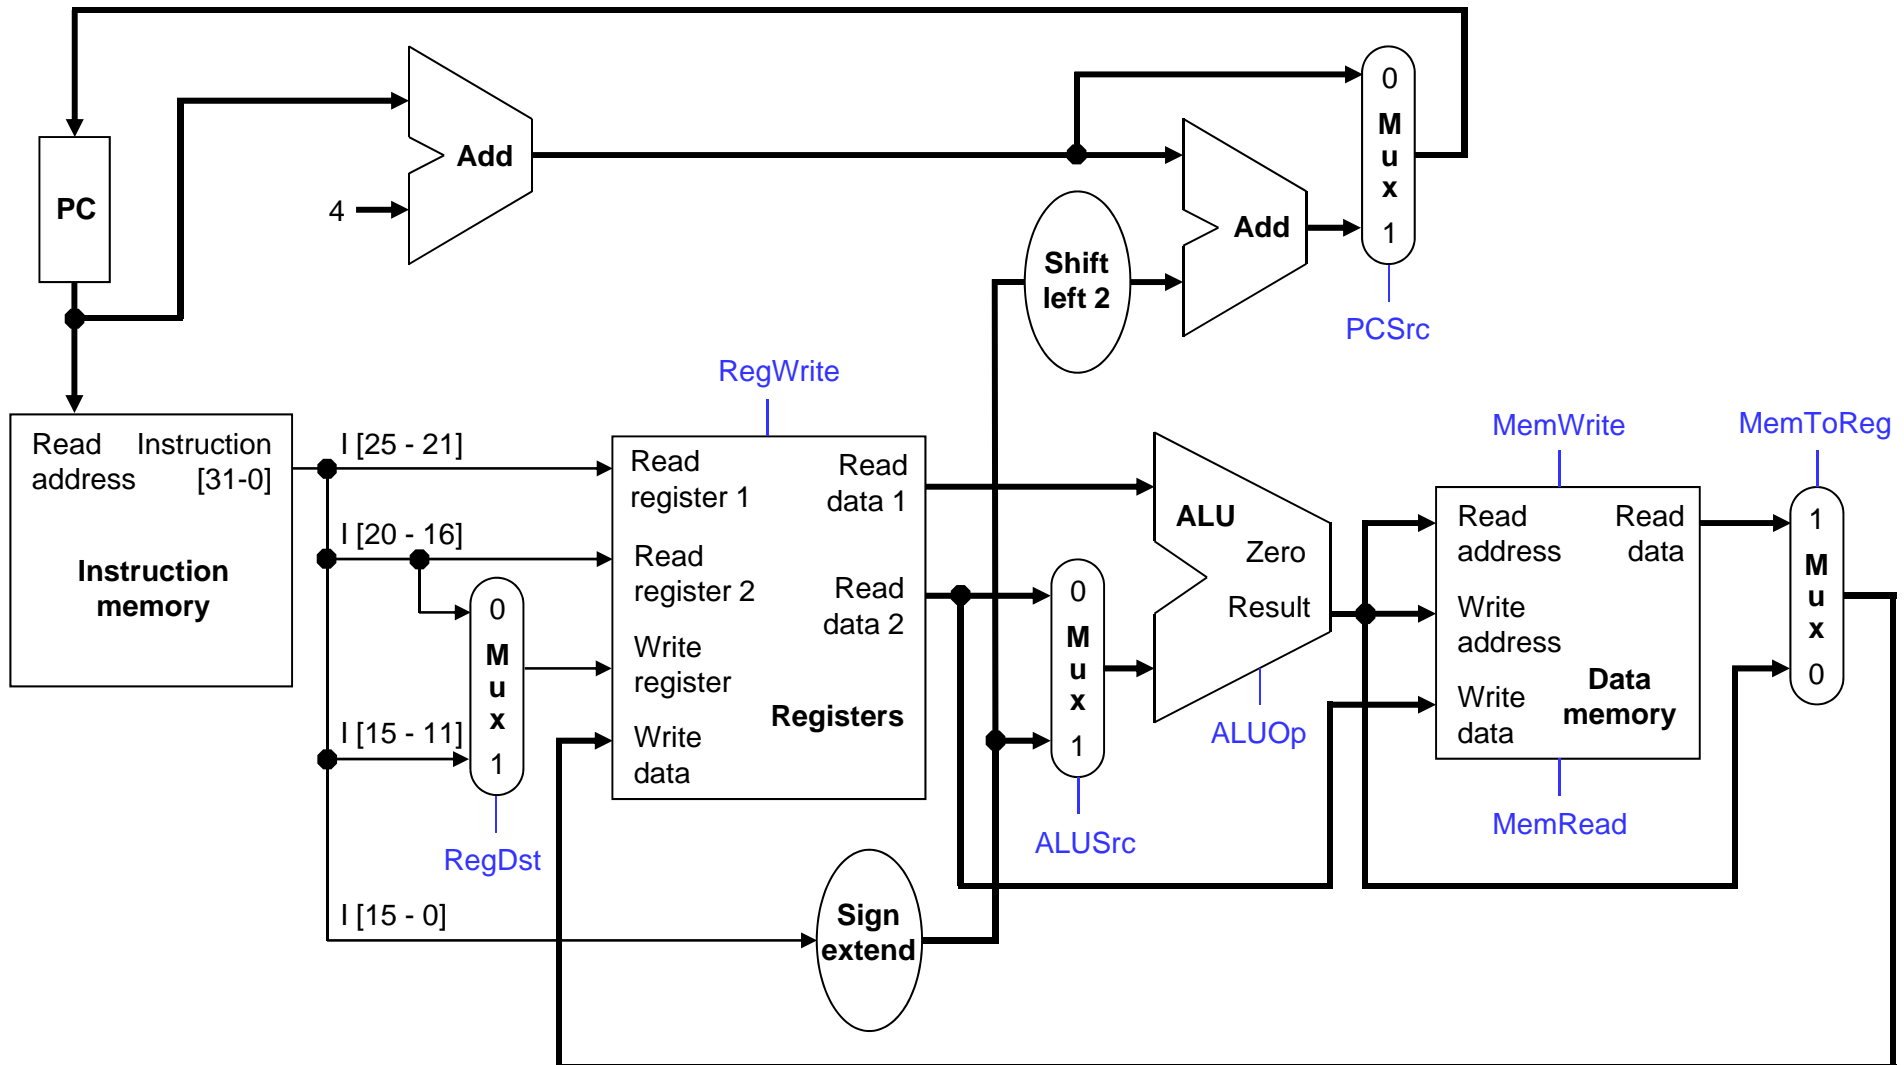 0
M
u
x
1
Add
PC
4
Add
Shift
left 2
PCSrc
RegWrite
MemWrite
MemToReg
Read address
Instruction [31-0]
Instruction
memory
I [25 - 21]
I [20 - 16]
I [15 - 11]
I [15 - 0]
0
M
u
x
1
RegDst
Read
register 1
Read
register 2
Write
register
Write
data
Read
data 1
Read
data 2
Registers
Sign
extend
0
M
u
x
1
ALUSrc
ALU
Zero
Result
ALUOp
Read
address
Write
address
Write
data
Read
data
Data
memory
MemRead
1
M
u
x
0